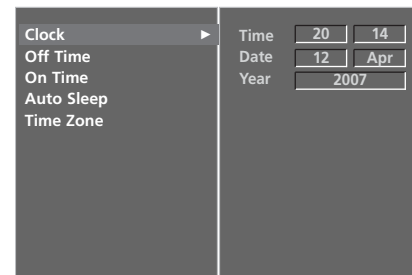 Clock ►
Off Time
On Time
Auto Sleep
Time Zone
Time 20 14
Date 12 Apr
Year 2007